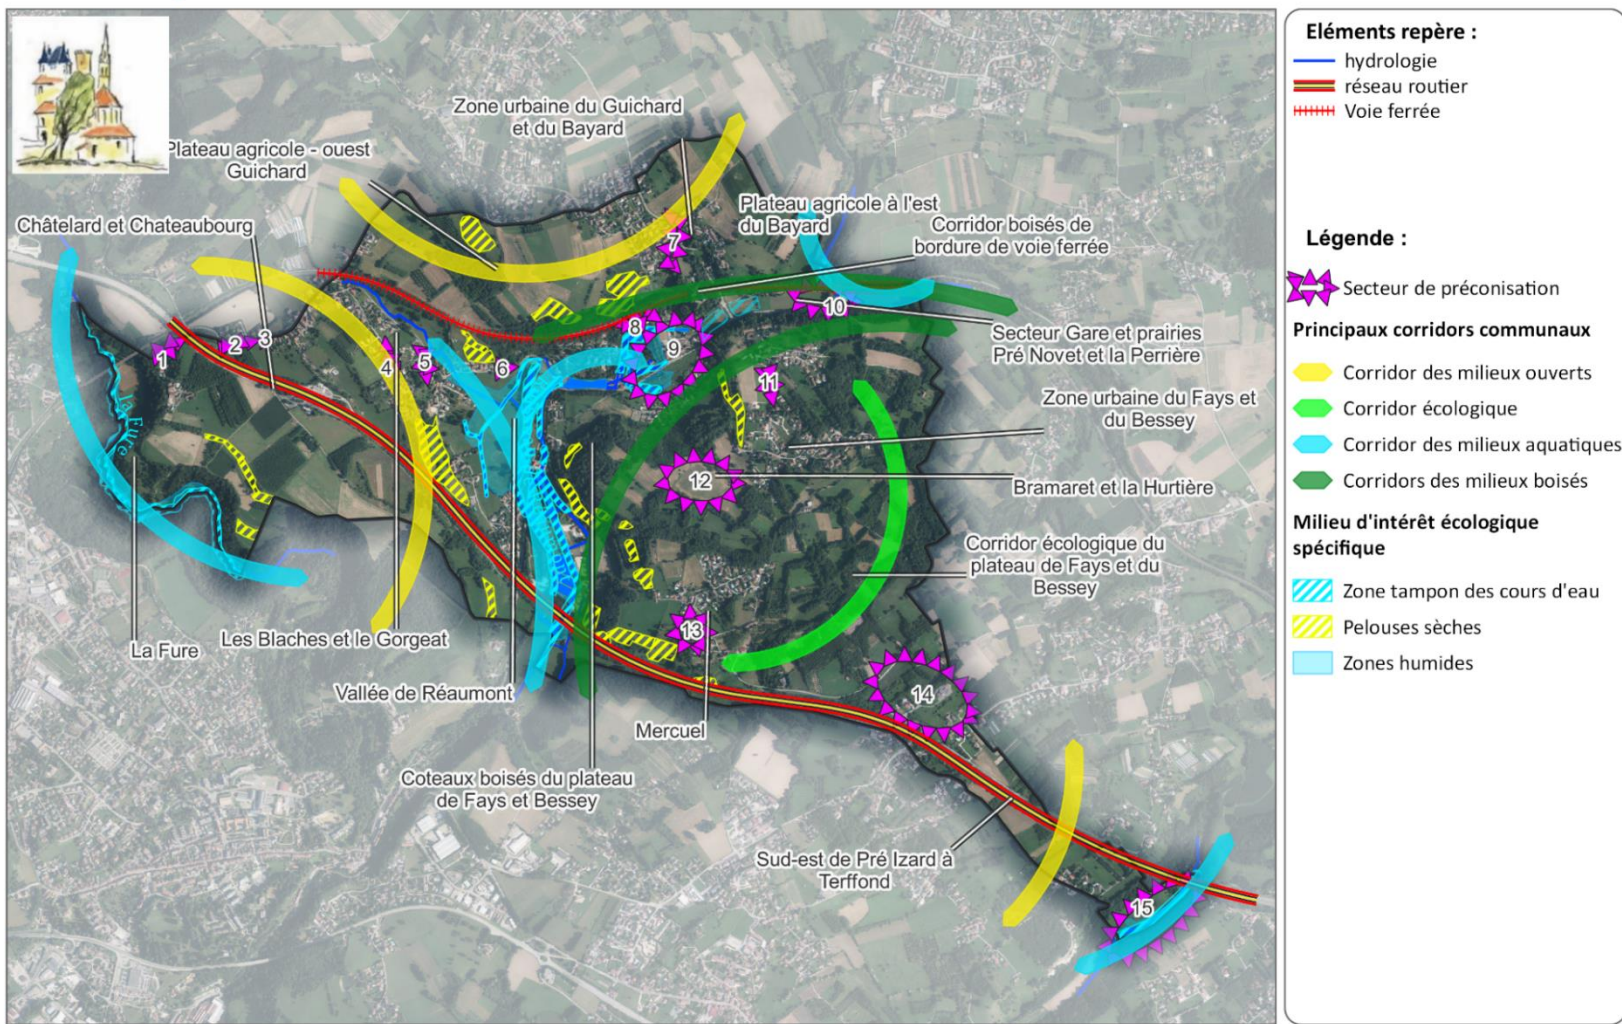 Zone urbaine du Guichard
et du Bayard
Plateau agricole - ouest
Guichard
Châtelard et Chateaubourg
Plateau agricole à l'est
du Bayard
Corridor boisés de
bordure de voie ferrée
7
10
1
2
3
4
5
6
8
9
11
Secteur Gare et prairies
Pré Novet et la Perrière
Zone urbaine du Fays et
du Bessey
la Fure
12
Bramaret et la Hurtière
Corridor écologique du
plateau de Fays et du
Bessey
13
La Fure
Les Blaches et le Gorgeat
Vallée de Réaumont
14
Mercuel
Coteaux boisés du plateau
de Fays et Bessey
Sud-est de Pré Izard à
Terffond
15
Eléments repère :
hydrologie
réseau routier
Voie ferrée
Légende :
Secteur de préconisation
Principaux corridors communaux
Corridor des milieux ouverts
Corridor écologique
Corridor des milieux aquatiques
Corridors des milieux boisés
Milieu d'intérêt écologique
spécifique
Zone tampon des cours d'eau
Pelouses sèches
Zones humides